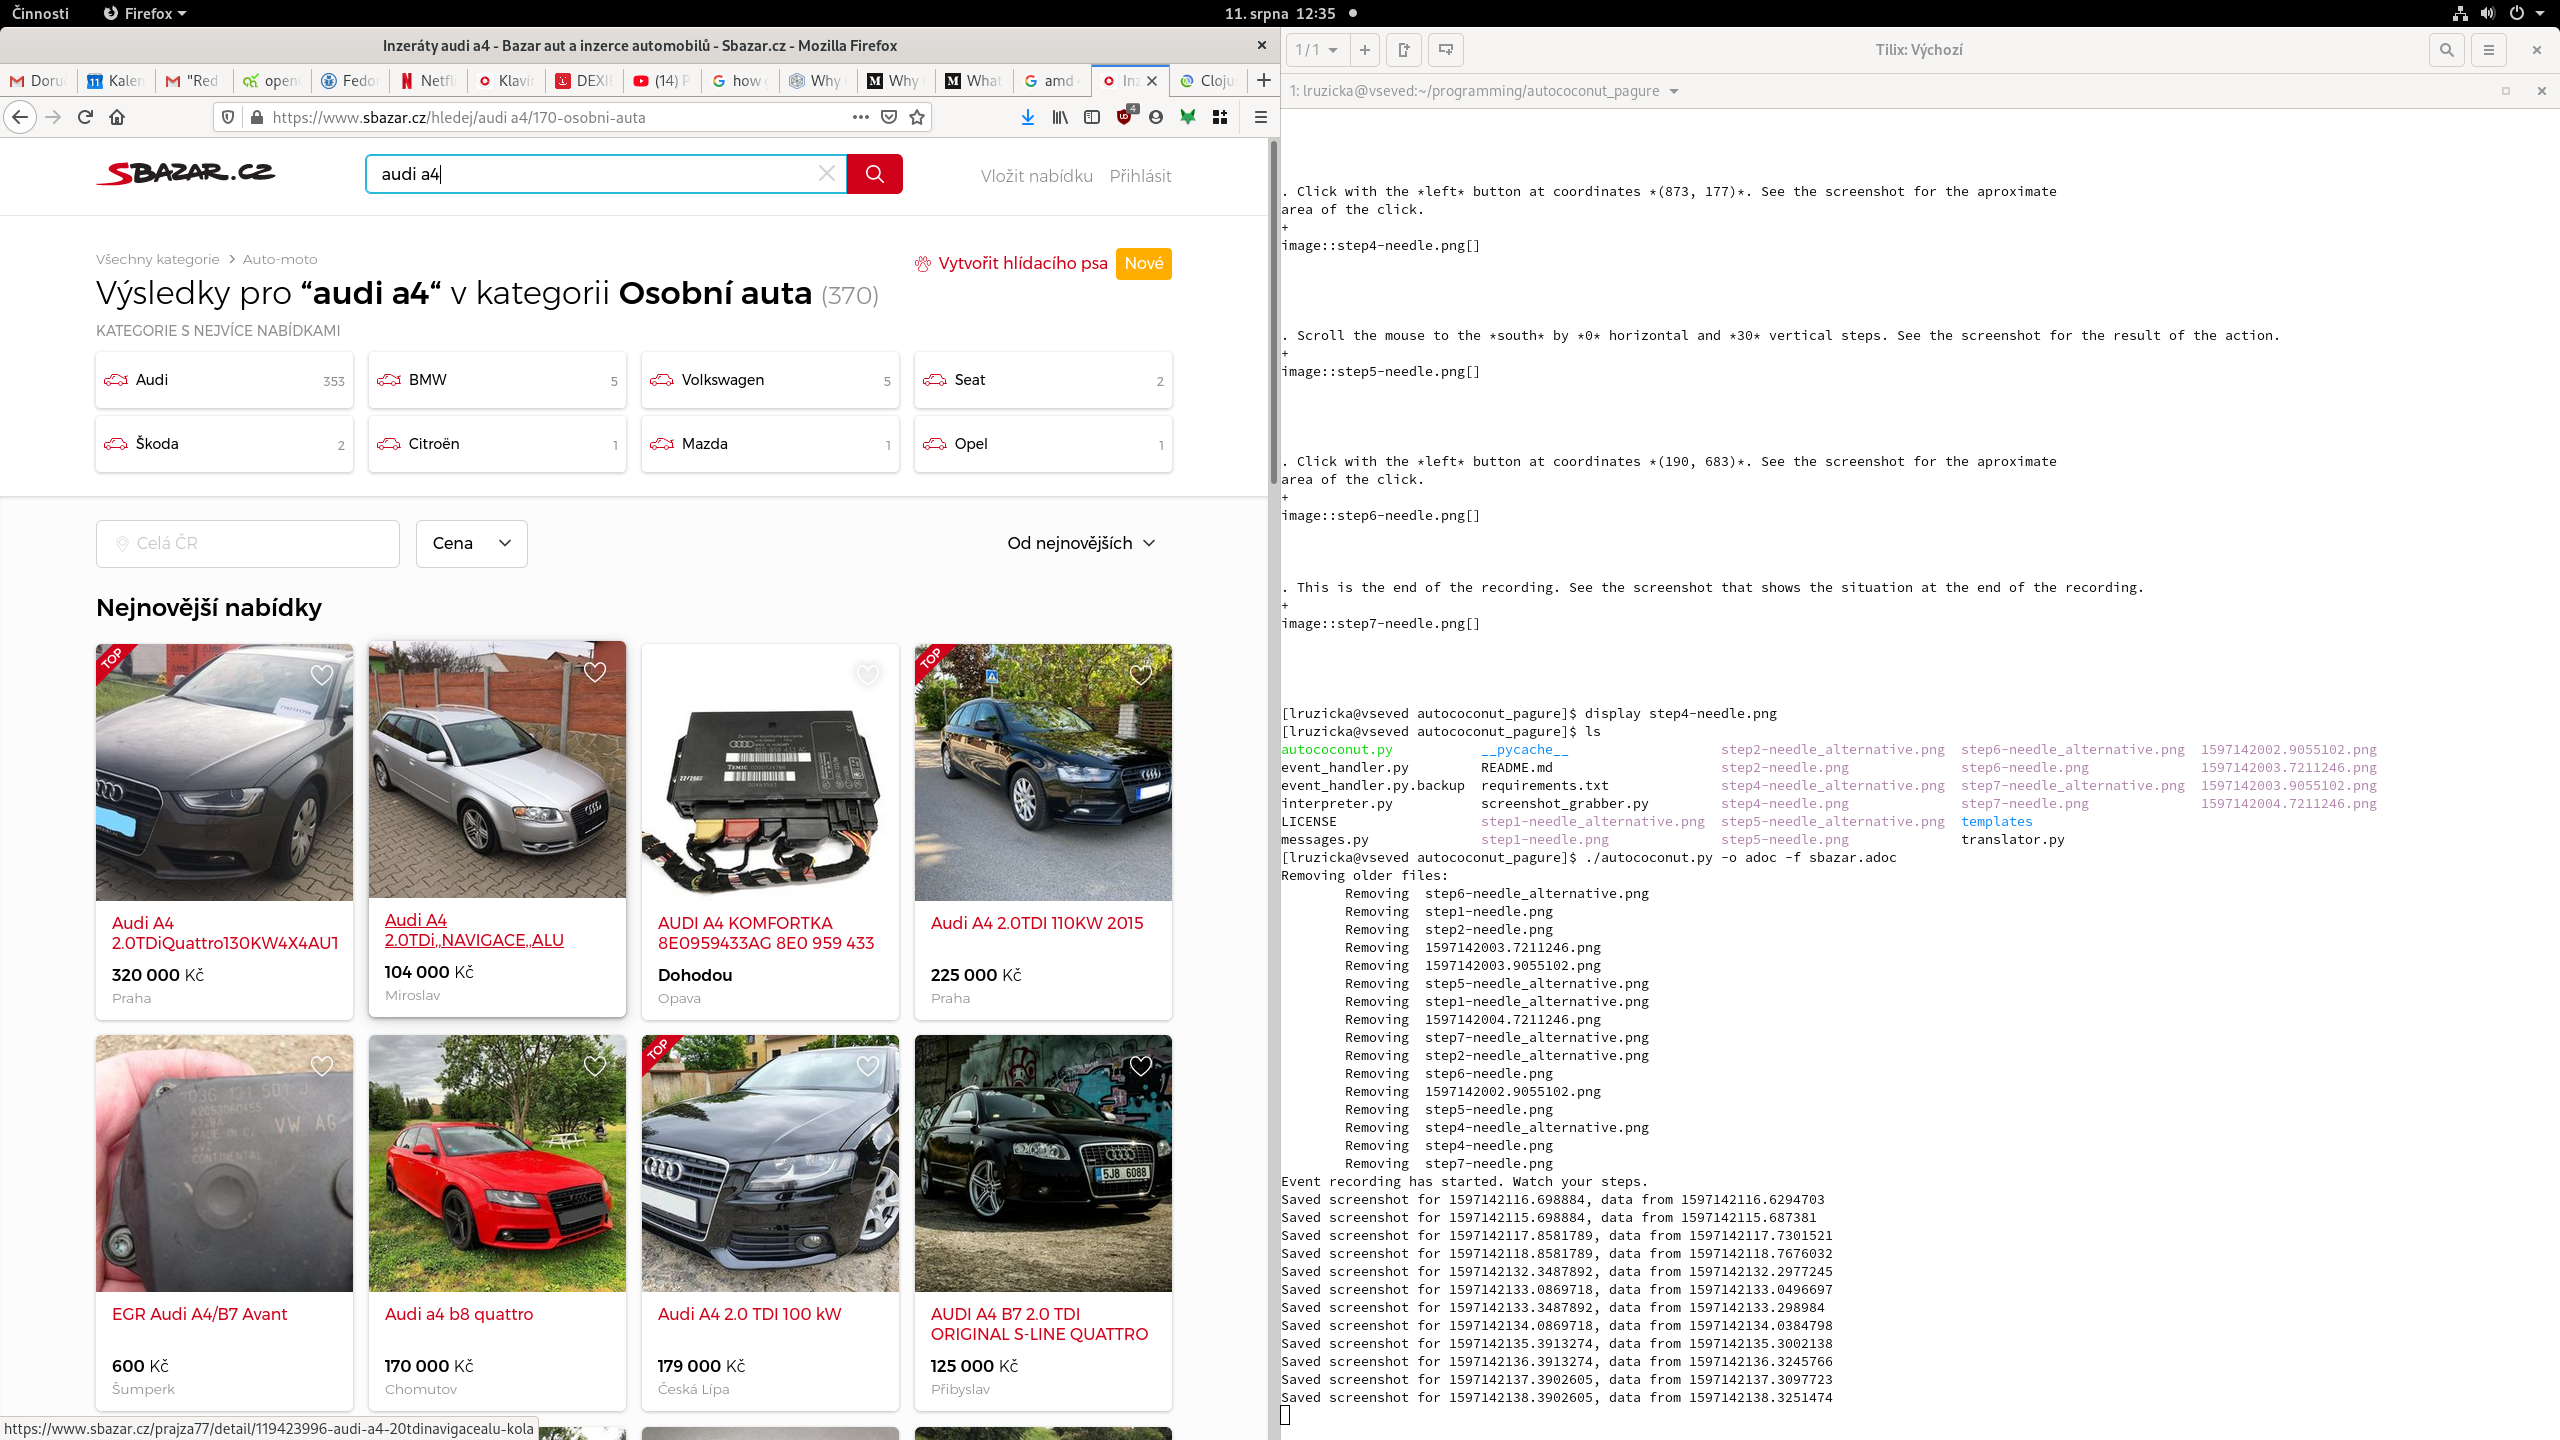 Činnosti
Firefox
11. srpna 12:35
Inzeráty audi a4 - Bazar aut a inzerce automobilů - Sbazar.cz - Mozilla Firefox
Doru
Kalen
"Red
open
Fedo
Netfli
Klavír
DEXIE
(14) P
how
Why
Why
What
amd
Inz
Cloju
https://www.sbazar.cz/hledej/audi a4/170-osobni-auta
4
SBAZAR.CZ
audi a4
Vložit nabídku
Přihlásit
Všechny kategorie
Auto-moto
Vytvořit hlídacího psa
Nové
Výsledky pro “audi a4“ v kategorii Osobní auta (370)
KATEGORIE S NEJVÍCE NABÍDKAMI
Audi 353
BMW 5
Volkswagen 5
Seat 2
Škoda 2
Citroën 1
Mazda 1
Opel 1
Celá ČR
Cena
Od nejnovějších
Nejnovější nabídky
TOP
TOP
Audi A4
2.0TDiQuattro130KW4X4AUT
320 000 Kč
Praha
Audi A4
2.0TDi,,NAVIGACE,,ALU
104 000 Kč
Miroslav
AUDI A4 KOMFORTKA
8E0959433AG 8E0 959 433
Dohodou
Opava
Audi A4 2.0TDI 110KW 2015
225 000 Kč
Praha
03G 131 501 J
VW AG
CONTINENTAL
TOP
5J8 6088
EGR Audi A4/B7 Avant
600 Kč
Šumperk
Audi a4 b8 quattro
170 000 Kč
Chomutov
Audi A4 2.0 TDI 100 kW
179 000 Kč
Česká Lípa
AUDI A4 B7 2.0 TDI
ORIGINAL S-LINE QUATTRO
125 000 Kč
Přibyslav
https://www.sbazar.cz/prajza77/detail/119423996-audi-a4-20tdinavigacealu-kola
1 / 1
Tilix: Výchozí
1: lruzicka@vseved:~/programming/autococonut_pagure
. Click with the *left* button at coordinates *(873, 177)*. See the screenshot for the aproximate
area of the click.
+
image::step4-needle.png[]
. Scroll the mouse to the *south* by *0* horizontal and *30* vertical steps. See the screenshot for the result of the action.
+
image::step5-needle.png[]
. Click with the *left* button at coordinates *(190, 683)*. See the screenshot for the aproximate
area of the click.
+
image::step6-needle.png[]
. This is the end of the recording. See the screenshot that shows the situation at the end of the recording.
+
image::step7-needle.png[]
[lruzicka@vseved autococonut_pagure]$ display step4-needle.png
[lruzicka@vseved autococonut_pagure]$ ls
autococonut.py __pycache__ step2-needle_alternative.png step6-needle_alternative.png 1597142002.9055102.png
event_handler.py README.md step2-needle.png step6-needle.png 1597142003.7211246.png
event_handler.py.backup requirements.txt step4-needle_alternative.png step7-needle_alternative.png 1597142003.9055102.png
interpreter.py screenshot_grabber.py step4-needle.png step7-needle.png 1597142004.7211246.png
LICENSE step1-needle_alternative.png step5-needle_alternative.png templates
messages.py step1-needle.png step5-needle.png translator.py
[lruzicka@vseved autococonut_pagure]$ ./autococonut.py -o adoc -f sbazar.adoc
Removing older files:
Removing step6-needle_alternative.png
Removing step1-needle.png
Removing step2-needle.png
Removing 1597142003.7211246.png
Removing 1597142003.9055102.png
Removing step5-needle_alternative.png
Removing step1-needle_alternative.png
Removing 1597142004.7211246.png
Removing step7-needle_alternative.png
Removing step2-needle_alternative.png
Removing step6-needle.png
Removing 1597142002.9055102.png
Removing step5-needle.png
Removing step4-needle_alternative.png
Removing step4-needle.png
Removing step7-needle.png
Event recording has started. Watch your steps.
Saved screenshot for 1597142116.698884, data from 1597142116.6294703
Saved screenshot for 1597142115.698884, data from 1597142115.687381
Saved screenshot for 1597142117.8581789, data from 1597142117.7301521
Saved screenshot for 1597142118.8581789, data from 1597142118.7676032
Saved screenshot for 1597142132.3487892, data from 1597142132.2977245
Saved screenshot for 1597142133.0869718, data from 1597142133.0496697
Saved screenshot for 1597142133.3487892, data from 1597142133.298984
Saved screenshot for 1597142134.0869718, data from 1597142134.0384798
Saved screenshot for 1597142135.3913274, data from 1597142135.3002138
Saved screenshot for 1597142136.3913274, data from 1597142136.3245766
Saved screenshot for 1597142137.3902605, data from 1597142137.3097723
Saved screenshot for 1597142138.3902605, data from 1597142138.3251474